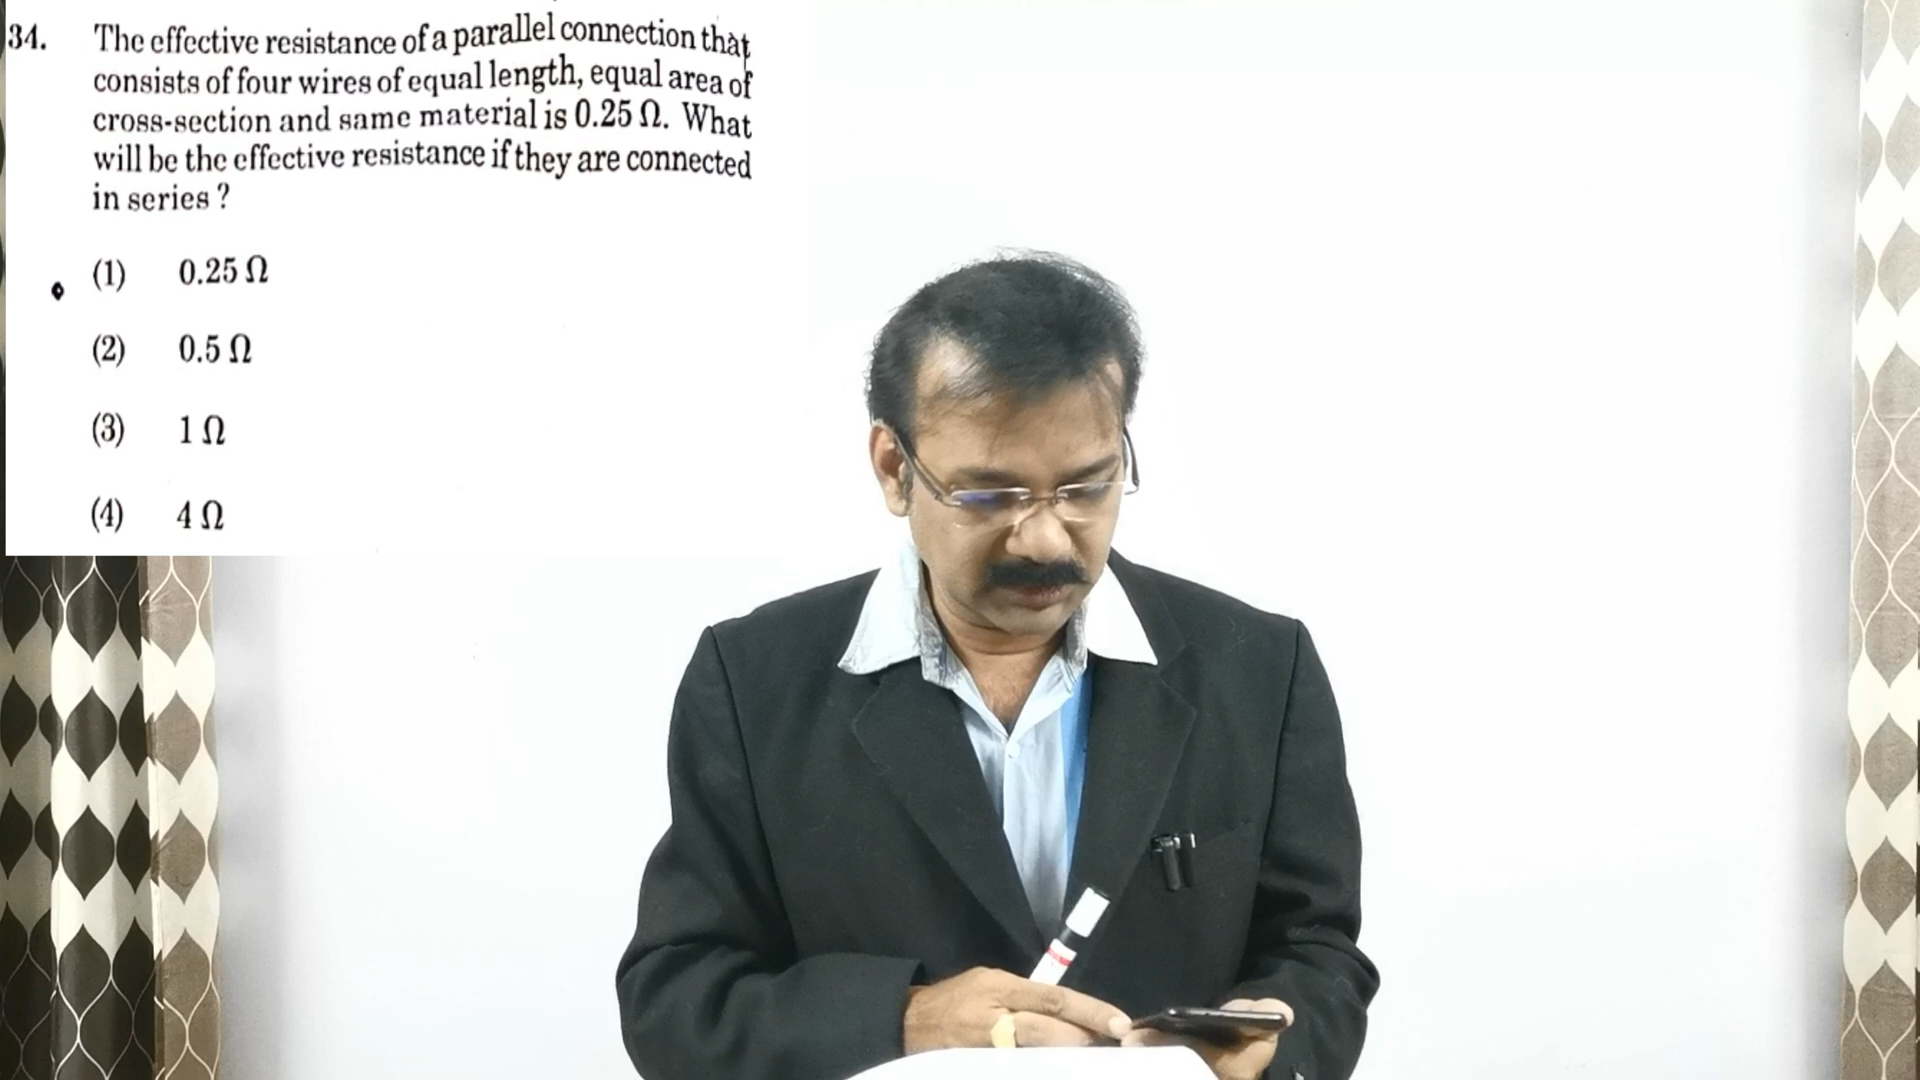 34. The effective resistance of a parallel connection that
consists of four wires of equal length, equal area of
cross-section and same material is 0.25 Ω. What
will be the effective resistance if they are connected
in series ?
(1) 0.25 Ω
(2) 0.5 Ω
(3) 1 Ω
(4) 4 Ω